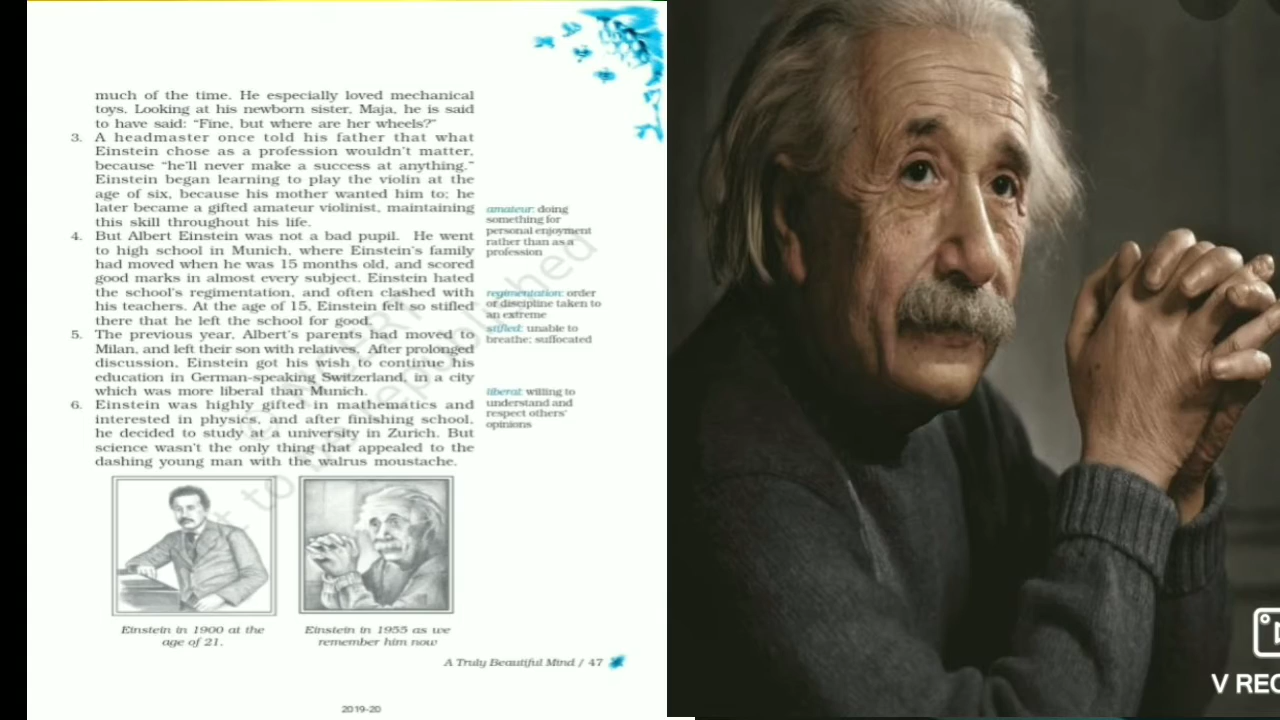 much of the time. He especially loved mechanical
toys. Looking at his newborn sister, Maja, he is said
to have said: “Fine, but where are her wheels?”
3. A headmaster once told his father that what
Einstein chose as a profession wouldn't matter,
because “he'll never make a success at anything.”
Einstein began learning to play the violin at the
age of six, because his mother wanted him to; he
later became a gifted amateur violinist, maintaining
this skill throughout his life.
4. But Albert Einstein was not a bad pupil. He went
to high school in Munich, where Einstein's family
had moved when he was 15 months old, and scored
good marks in almost every subject. Einstein hated
the school's regimentation, and often clashed with
his teachers. At the age of 15, Einstein felt so stifled
there that he left the school for good.
5. The previous year, Albert's parents had moved to
Milan, and left their son with relatives. After prolonged
discussion, Einstein got his wish to continue his
education in German-speaking Switzerland, in a city
which was more liberal than Munich.
6. Einstein was highly gifted in mathematics and
interested in physics, and after finishing school,
he decided to study at a university in Zurich. But
science wasn't the only thing that appealed to the
dashing young man with the walrus moustache.
amateur: doing
something for
personal enjoyment
rather than as a
profession
regimentation: order
or discipline taken to
an extreme
stifled: unable to
breathe; suffocated
liberal: willing to
understand and
respect others'
opinions
Einstein in 1900 at the
age of 21.
Einstein in 1955 as we
remember him now
A Truly Beautiful Mind / 47
2019-20
V REC